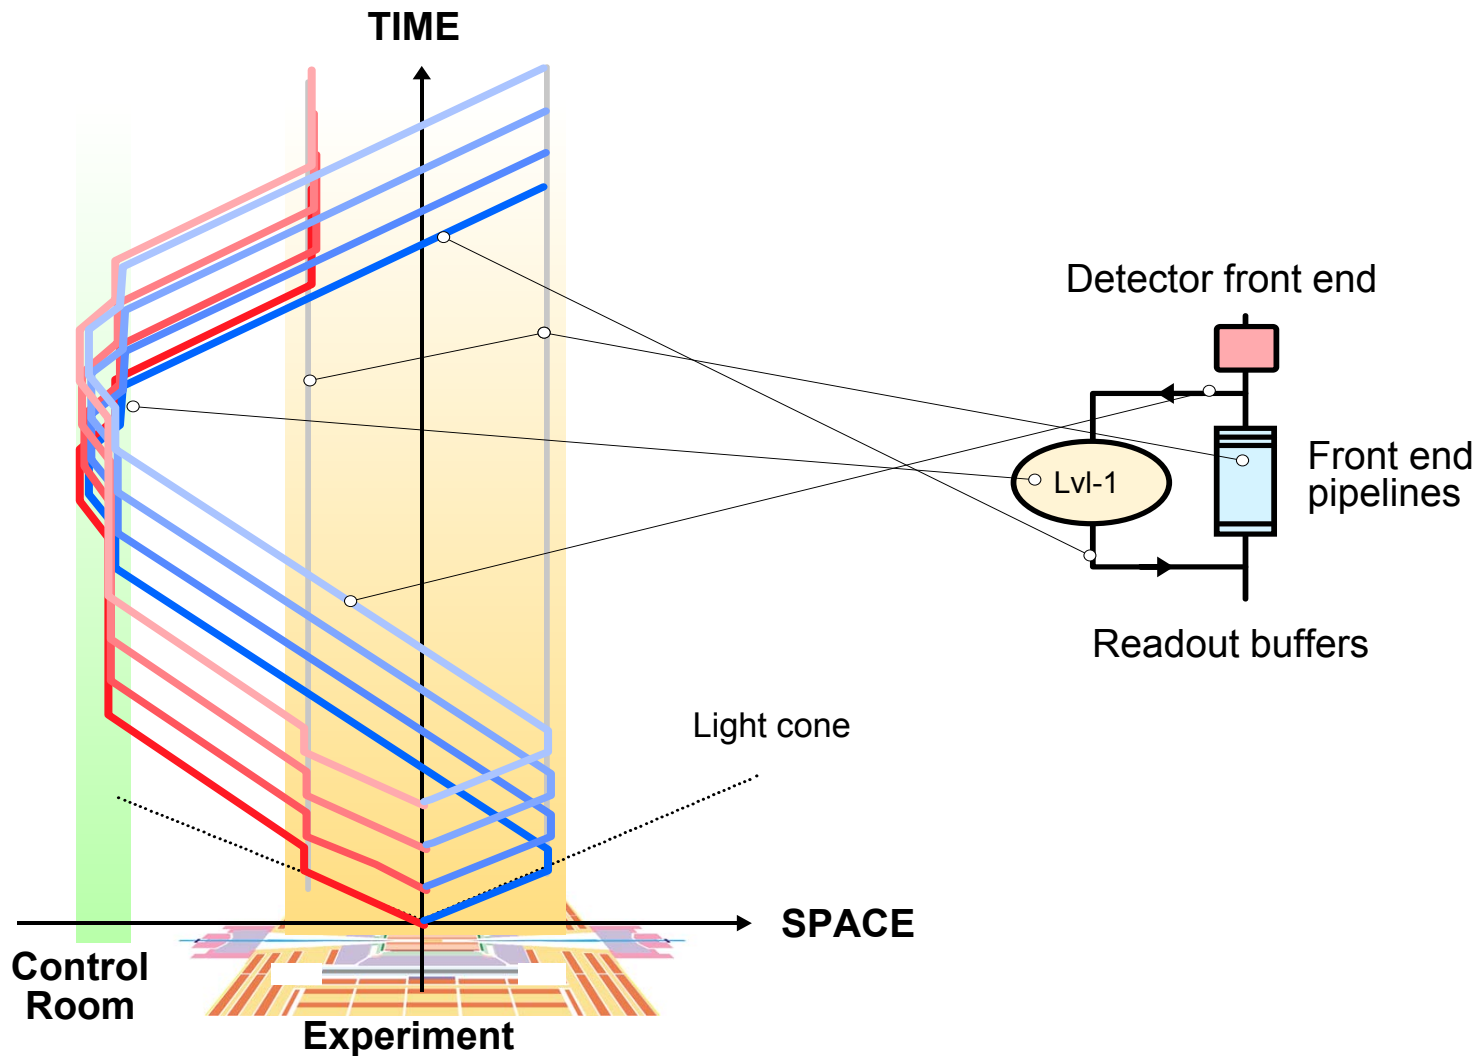 TIME
Detector front end
Lvl-1
Front end
pipelines
Readout buffers
Light cone
SPACE
Control
Room
Experiment